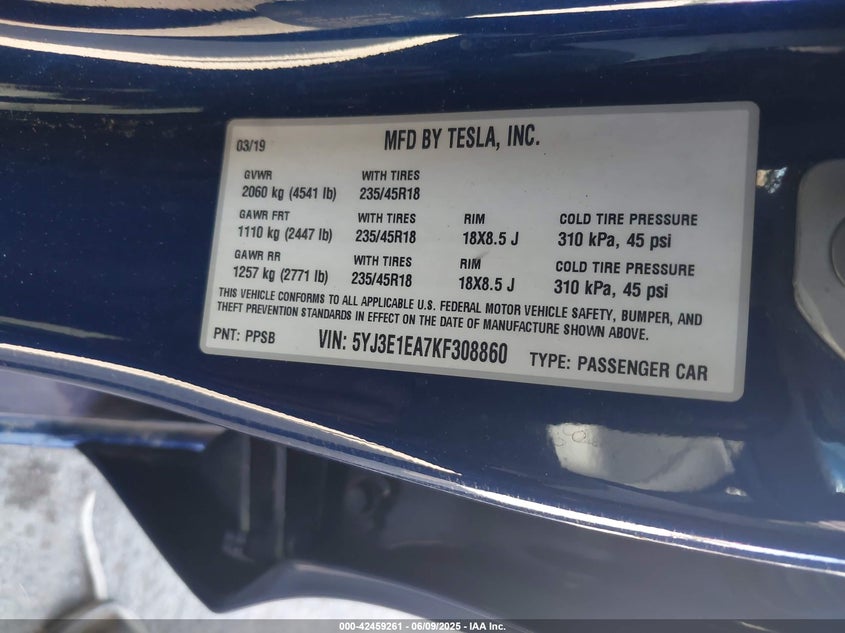 03/19 MFD BY TESLA, INC.
GVWR WITH TIRES
2060 kg (4541 lb) 235/45R18
GAWR FRT WITH TIRES RIM COLD TIRE PRESSURE
1110 kg (2447 lb) 235/45R18 18X8.5 J 310 kPa, 45 psi
GAWR RR WITH TIRES RIM COLD TIRE PRESSURE
1257 kg (2771 lb) 235/45R18 18X8.5 J 310 kPa, 45 psi
THIS VEHICLE CONFORMS TO ALL APPLICABLE U.S. FEDERAL MOTOR VEHICLE SAFETY, BUMPER, AND
THEFT PREVENTION STANDARDS IN EFFECT ON THE DATE OF MANUFACTURE SHOWN ABOVE.
PNT: PPSB VIN: 5YJ3E1EA7KF308860 TYPE: PASSENGER CAR
000-42459261 - 06/09/2025 - IAA Inc.